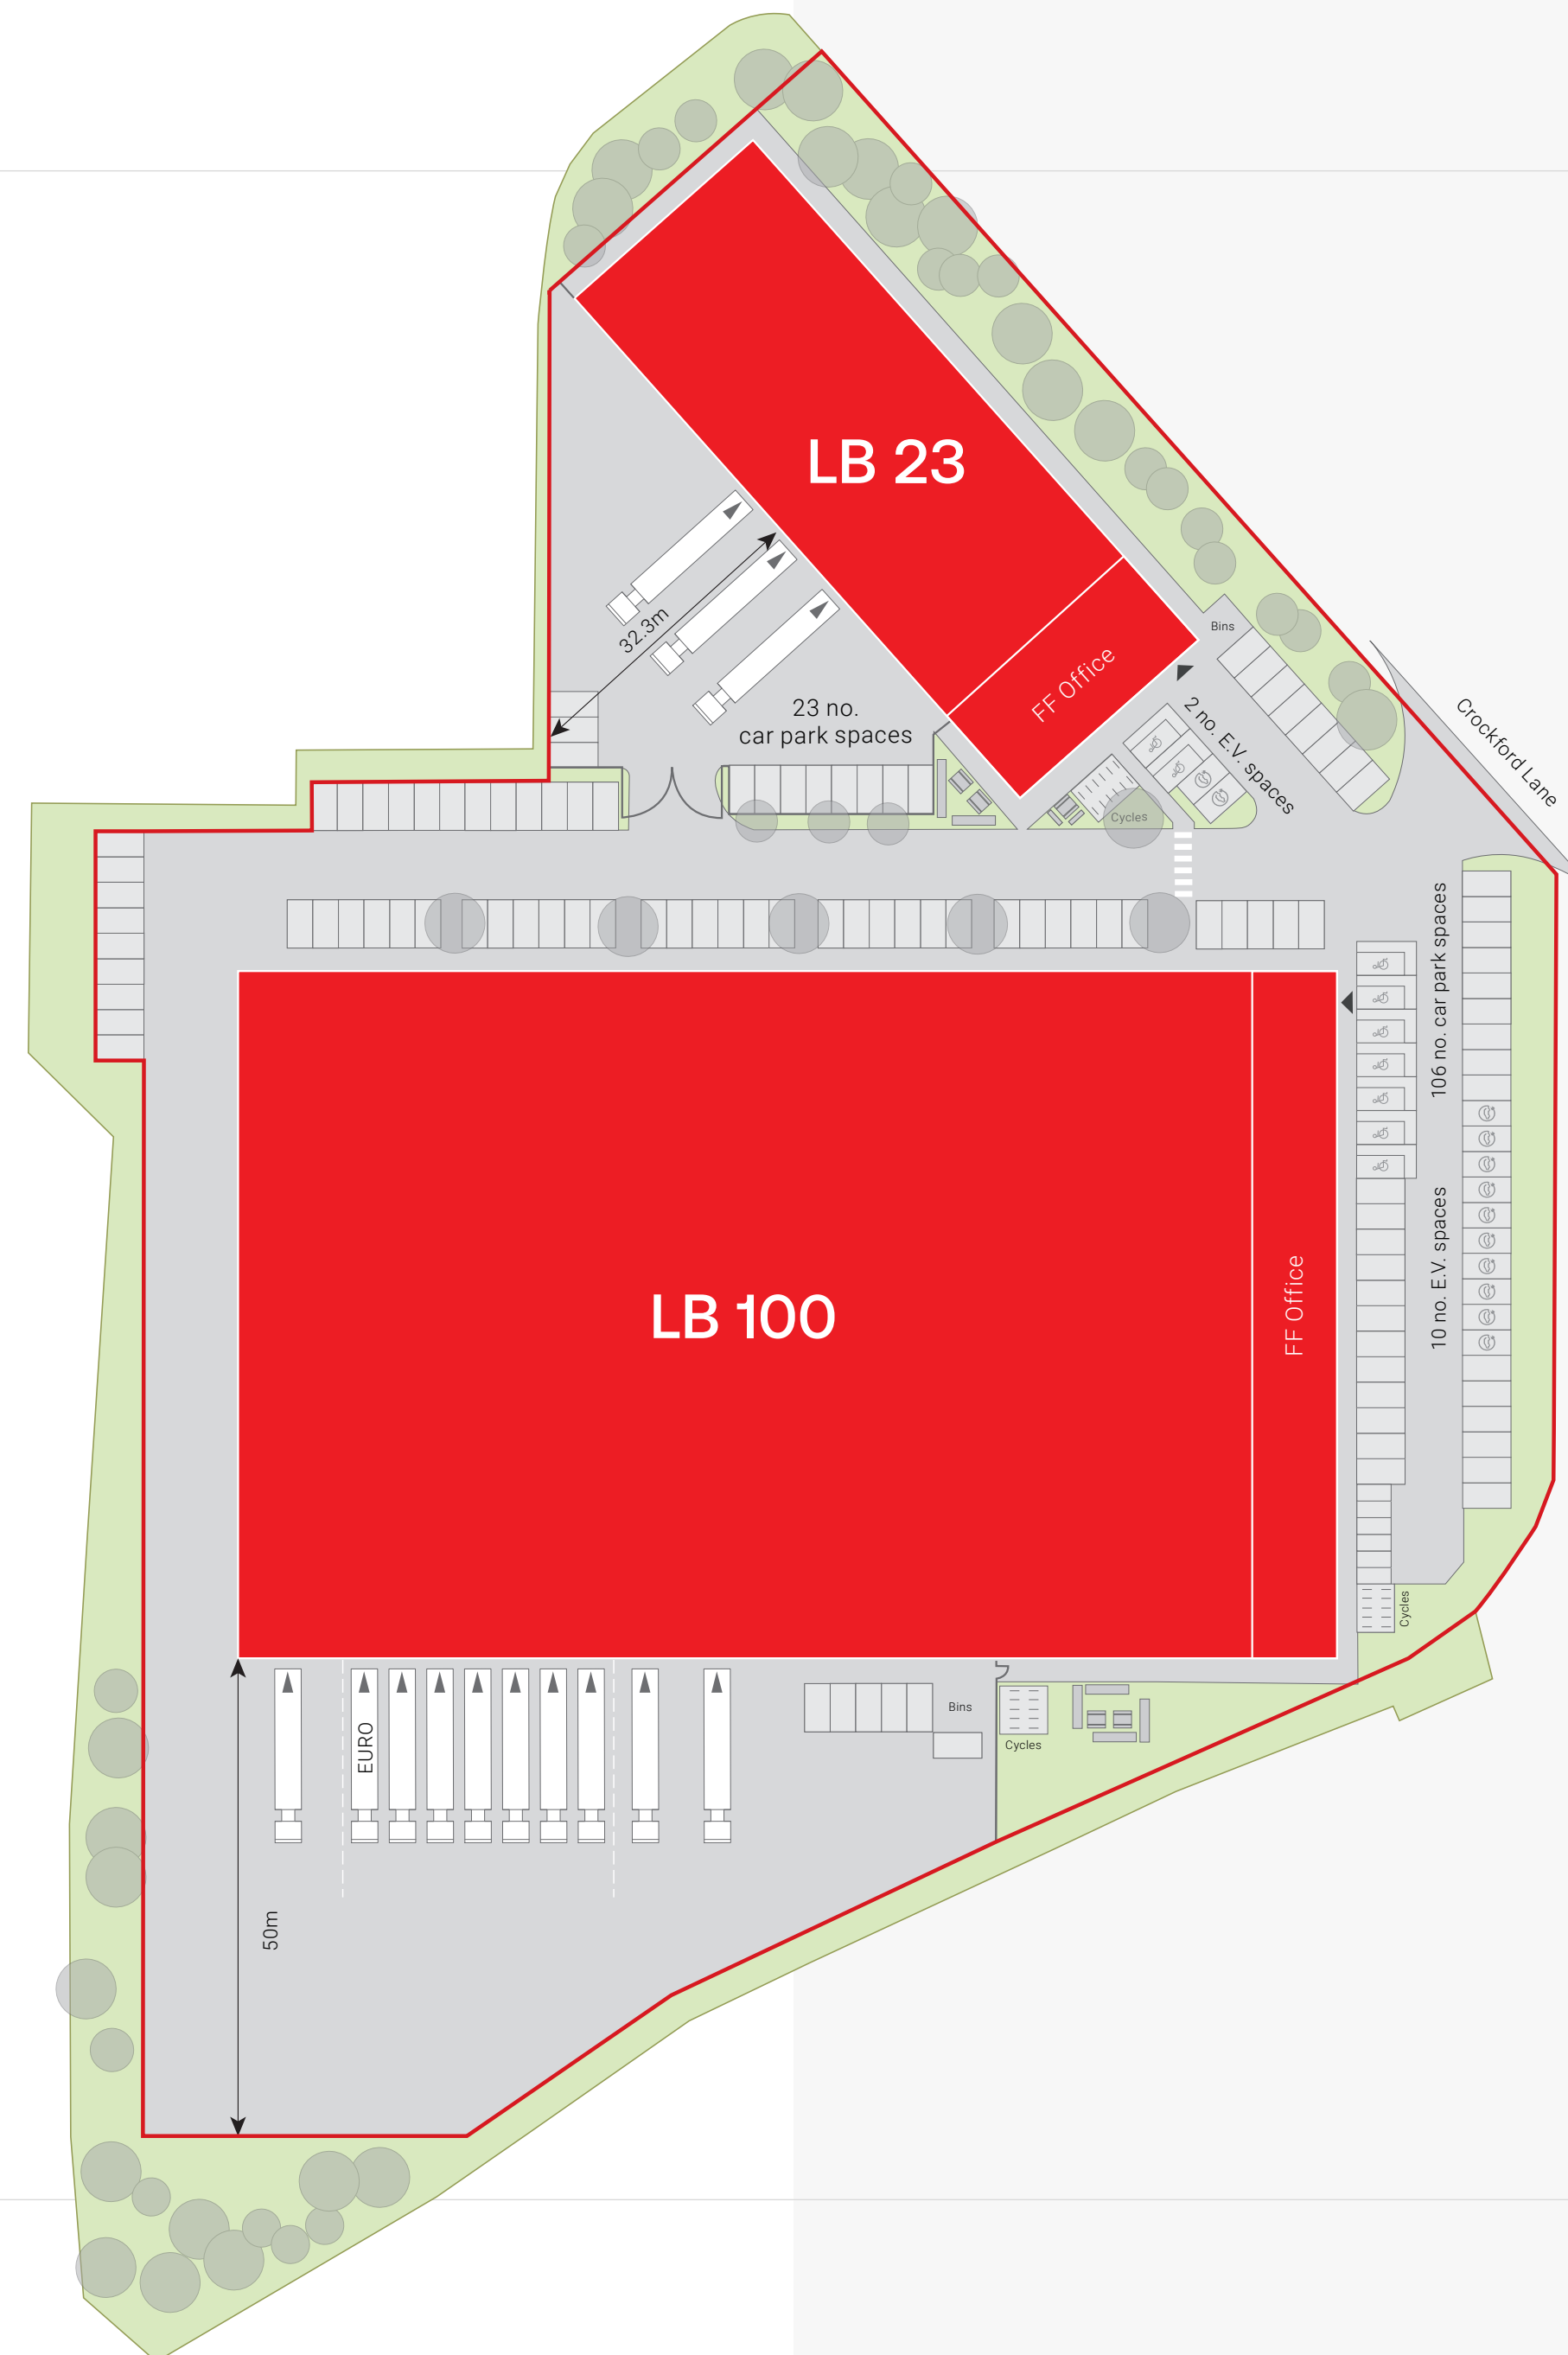 LB 23
32.3m
FF Office
Bins
23 no.
car park spaces
2 no. E.V. spaces
Crockford Lane
Cycles
106 no. car park spaces
10 no. E.V. spaces
LB 100
FF Office
Cycles
EURO
Bins
Cycles
50m